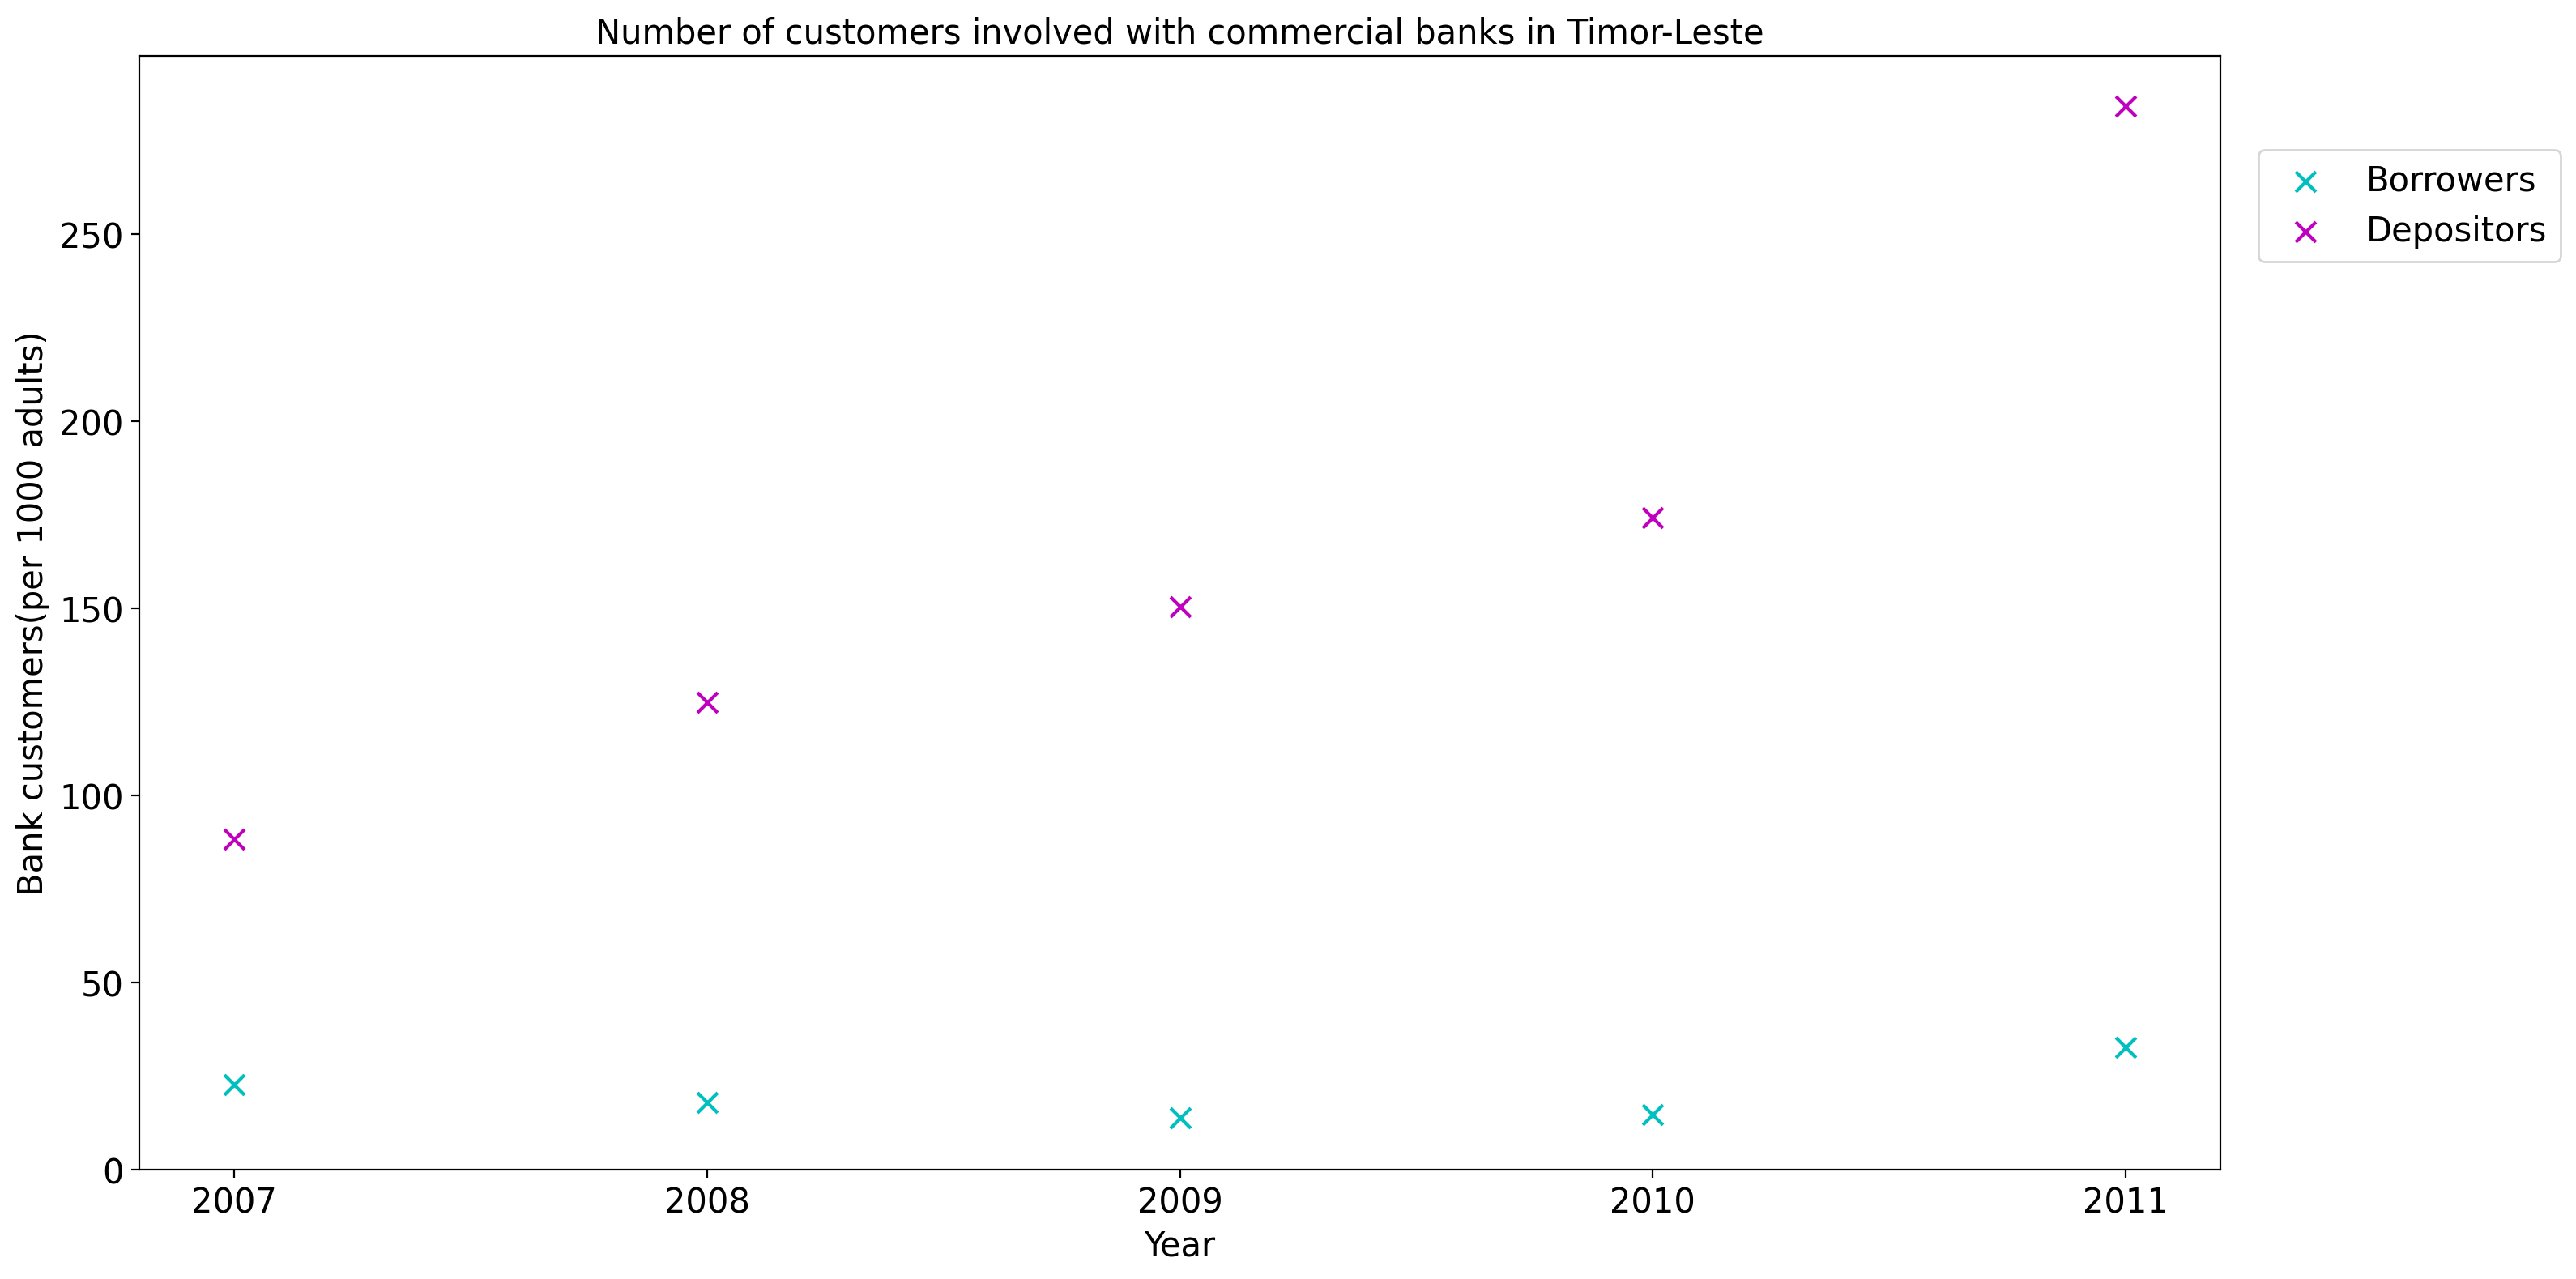 Number of customers involved with commercial banks in Timor-Leste
Borrowers
Depositors
Bank customers(per 1000 adults)
250
200
150
100
50
0
2007 2008 2009 2010 2011
Year